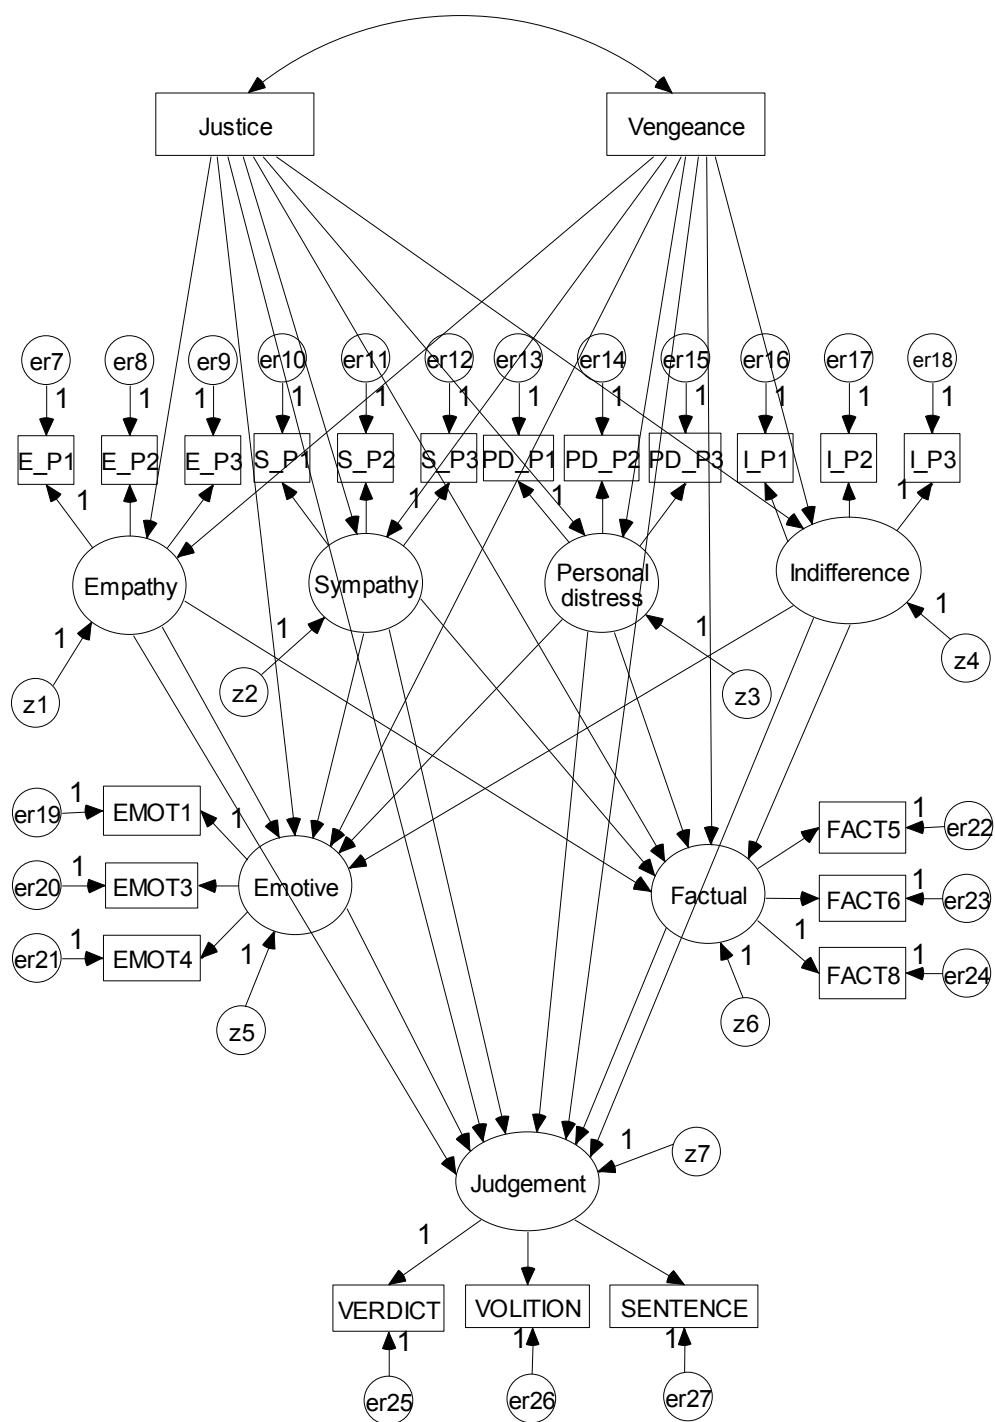 Justice Vengeance
er7 er8 er9 er10 er11 er12 er13 er14 er15 er16 er17 er18
1 1 1 1 1 1 1 1 1 1 1 1
E_P1 E_P2 E_P3 S_P1 S_P2 S_P3 PD_P1 PD_P2 PD_P3 I_P1 I_P2 I_P3
1 1 1 1
Empathy Sympathy Personal distress Indifference
1 1 1 1
z1 z2 z3 z4
er19 1 EMOT1 1 FACT5 1 er22
er20 1 EMOT3 Emotive Factual FACT6 1 er23
er21 1 EMOT4 1 1 1 FACT8 1 er24
z5 z6
1 z7
Judgement
1
VERDICT VOLITION SENTENCE
1 1 1
er25 er26 er27